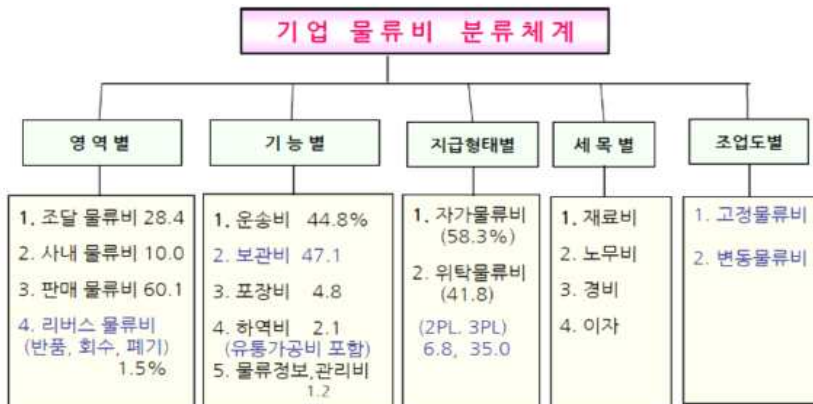 기업 물류비 분류체계
영역별
1. 조달 물류비 28.4
2. 사내 물류비 10.0
3. 판매 물류비 60.1
4. 리버스 물류비
(반품, 회수, 폐기)
1.5%
기능별
1. 운송비 44.8%
2. 보관비 47.1
3. 포장비 4.8
4. 하역비 2.1
(유통가공비 포함)
5. 물류정보,관리비
1.2
지급형태별
1. 자가물류비
(58.3%)
2. 위탁물류비
(41.8)
(2PL. 3PL)
6.8, 35.0
세목별
1. 재료비
2. 노무비
3. 경비
4. 이자
조업도별
1. 고정물류비
2. 변동물류비